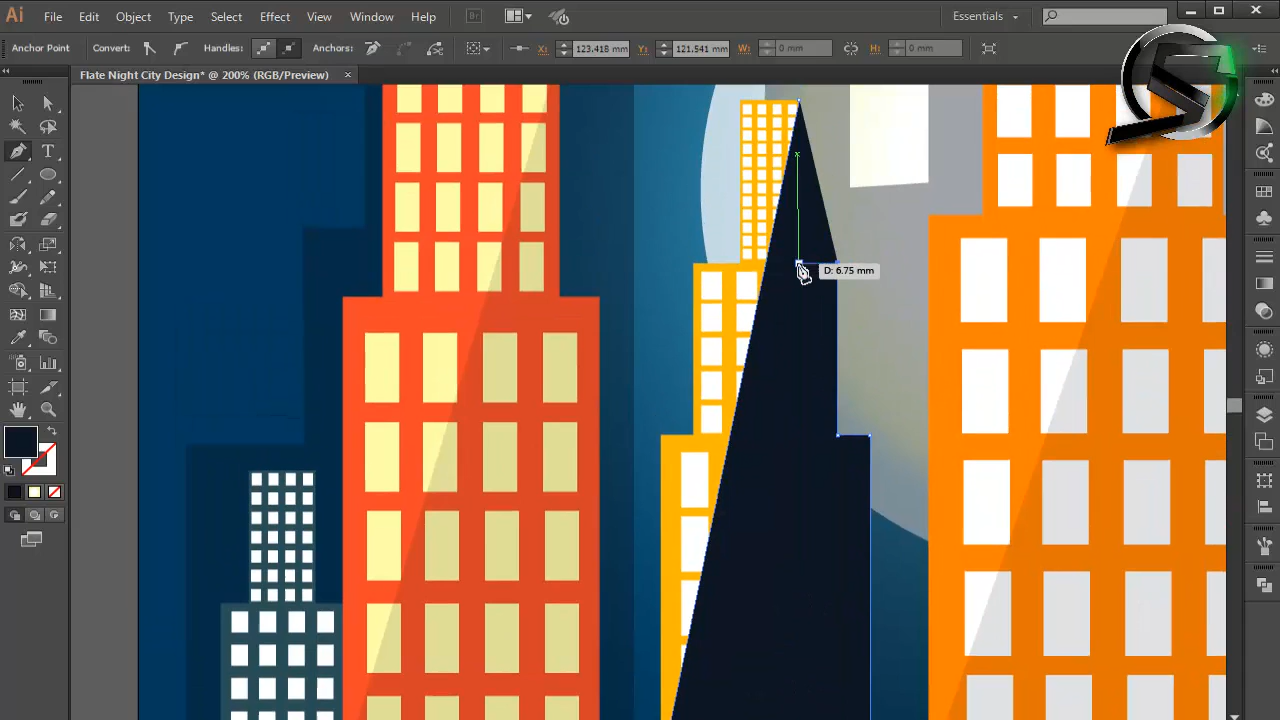 Ai File Edit Object Type Select Effect View Window Help Br Essentials
Anchor Point Convert: Handles: Anchors: X: 123.418 mm Y: 121.541 mm W: 0 mm H: 0 mm
Flate Night City Design* @ 200% (RGB/Preview) ×
T
D: 6.75 mm